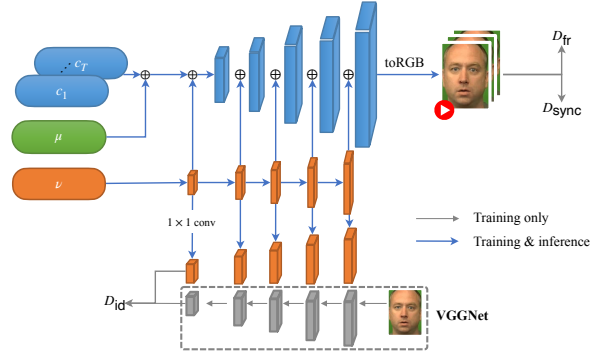 c_T
c_1
μ
ν
toRGB
D_fr
D_sync
1 × 1 conv
D_id
VGGNet
Training only
Training & inference